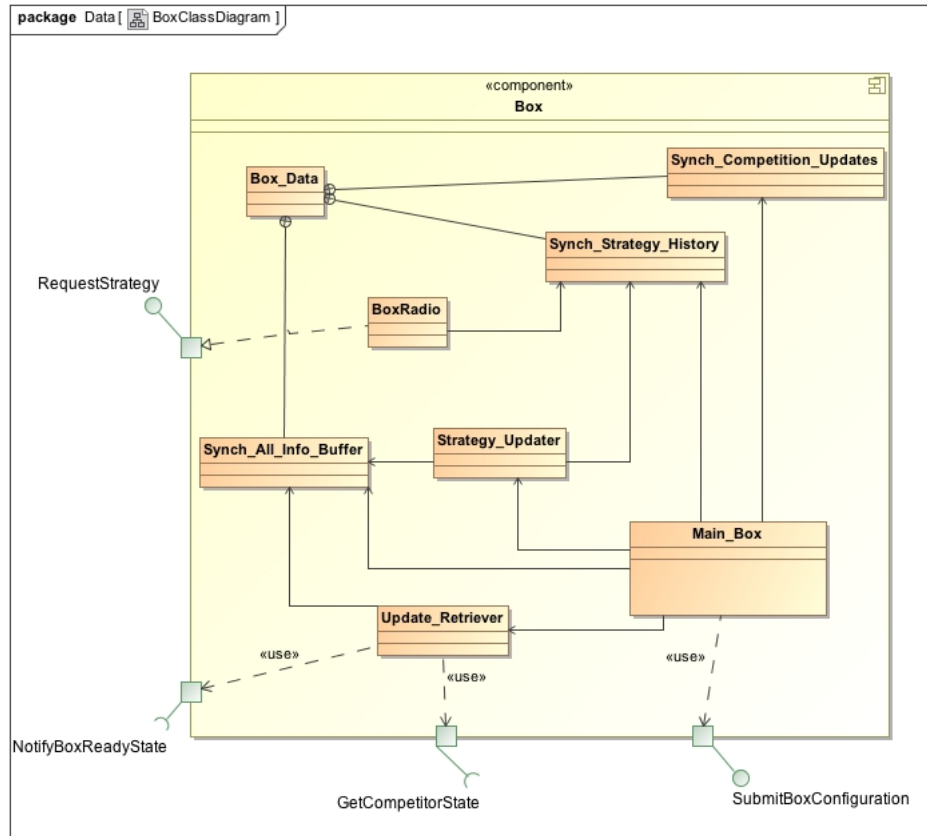 package Data [ BoxClassDiagram ]
«component»
Box
Synch_Competition_Updates
Box_Data
Synch_Strategy_History
RequestStrategy
BoxRadio
Strategy_Updater
Synch_All_Info_Buffer
Main_Box
Update_Retriever
«use»
«use»
«use»
NotifyBoxReadyState
GetCompetitorState
SubmitBoxConfiguration